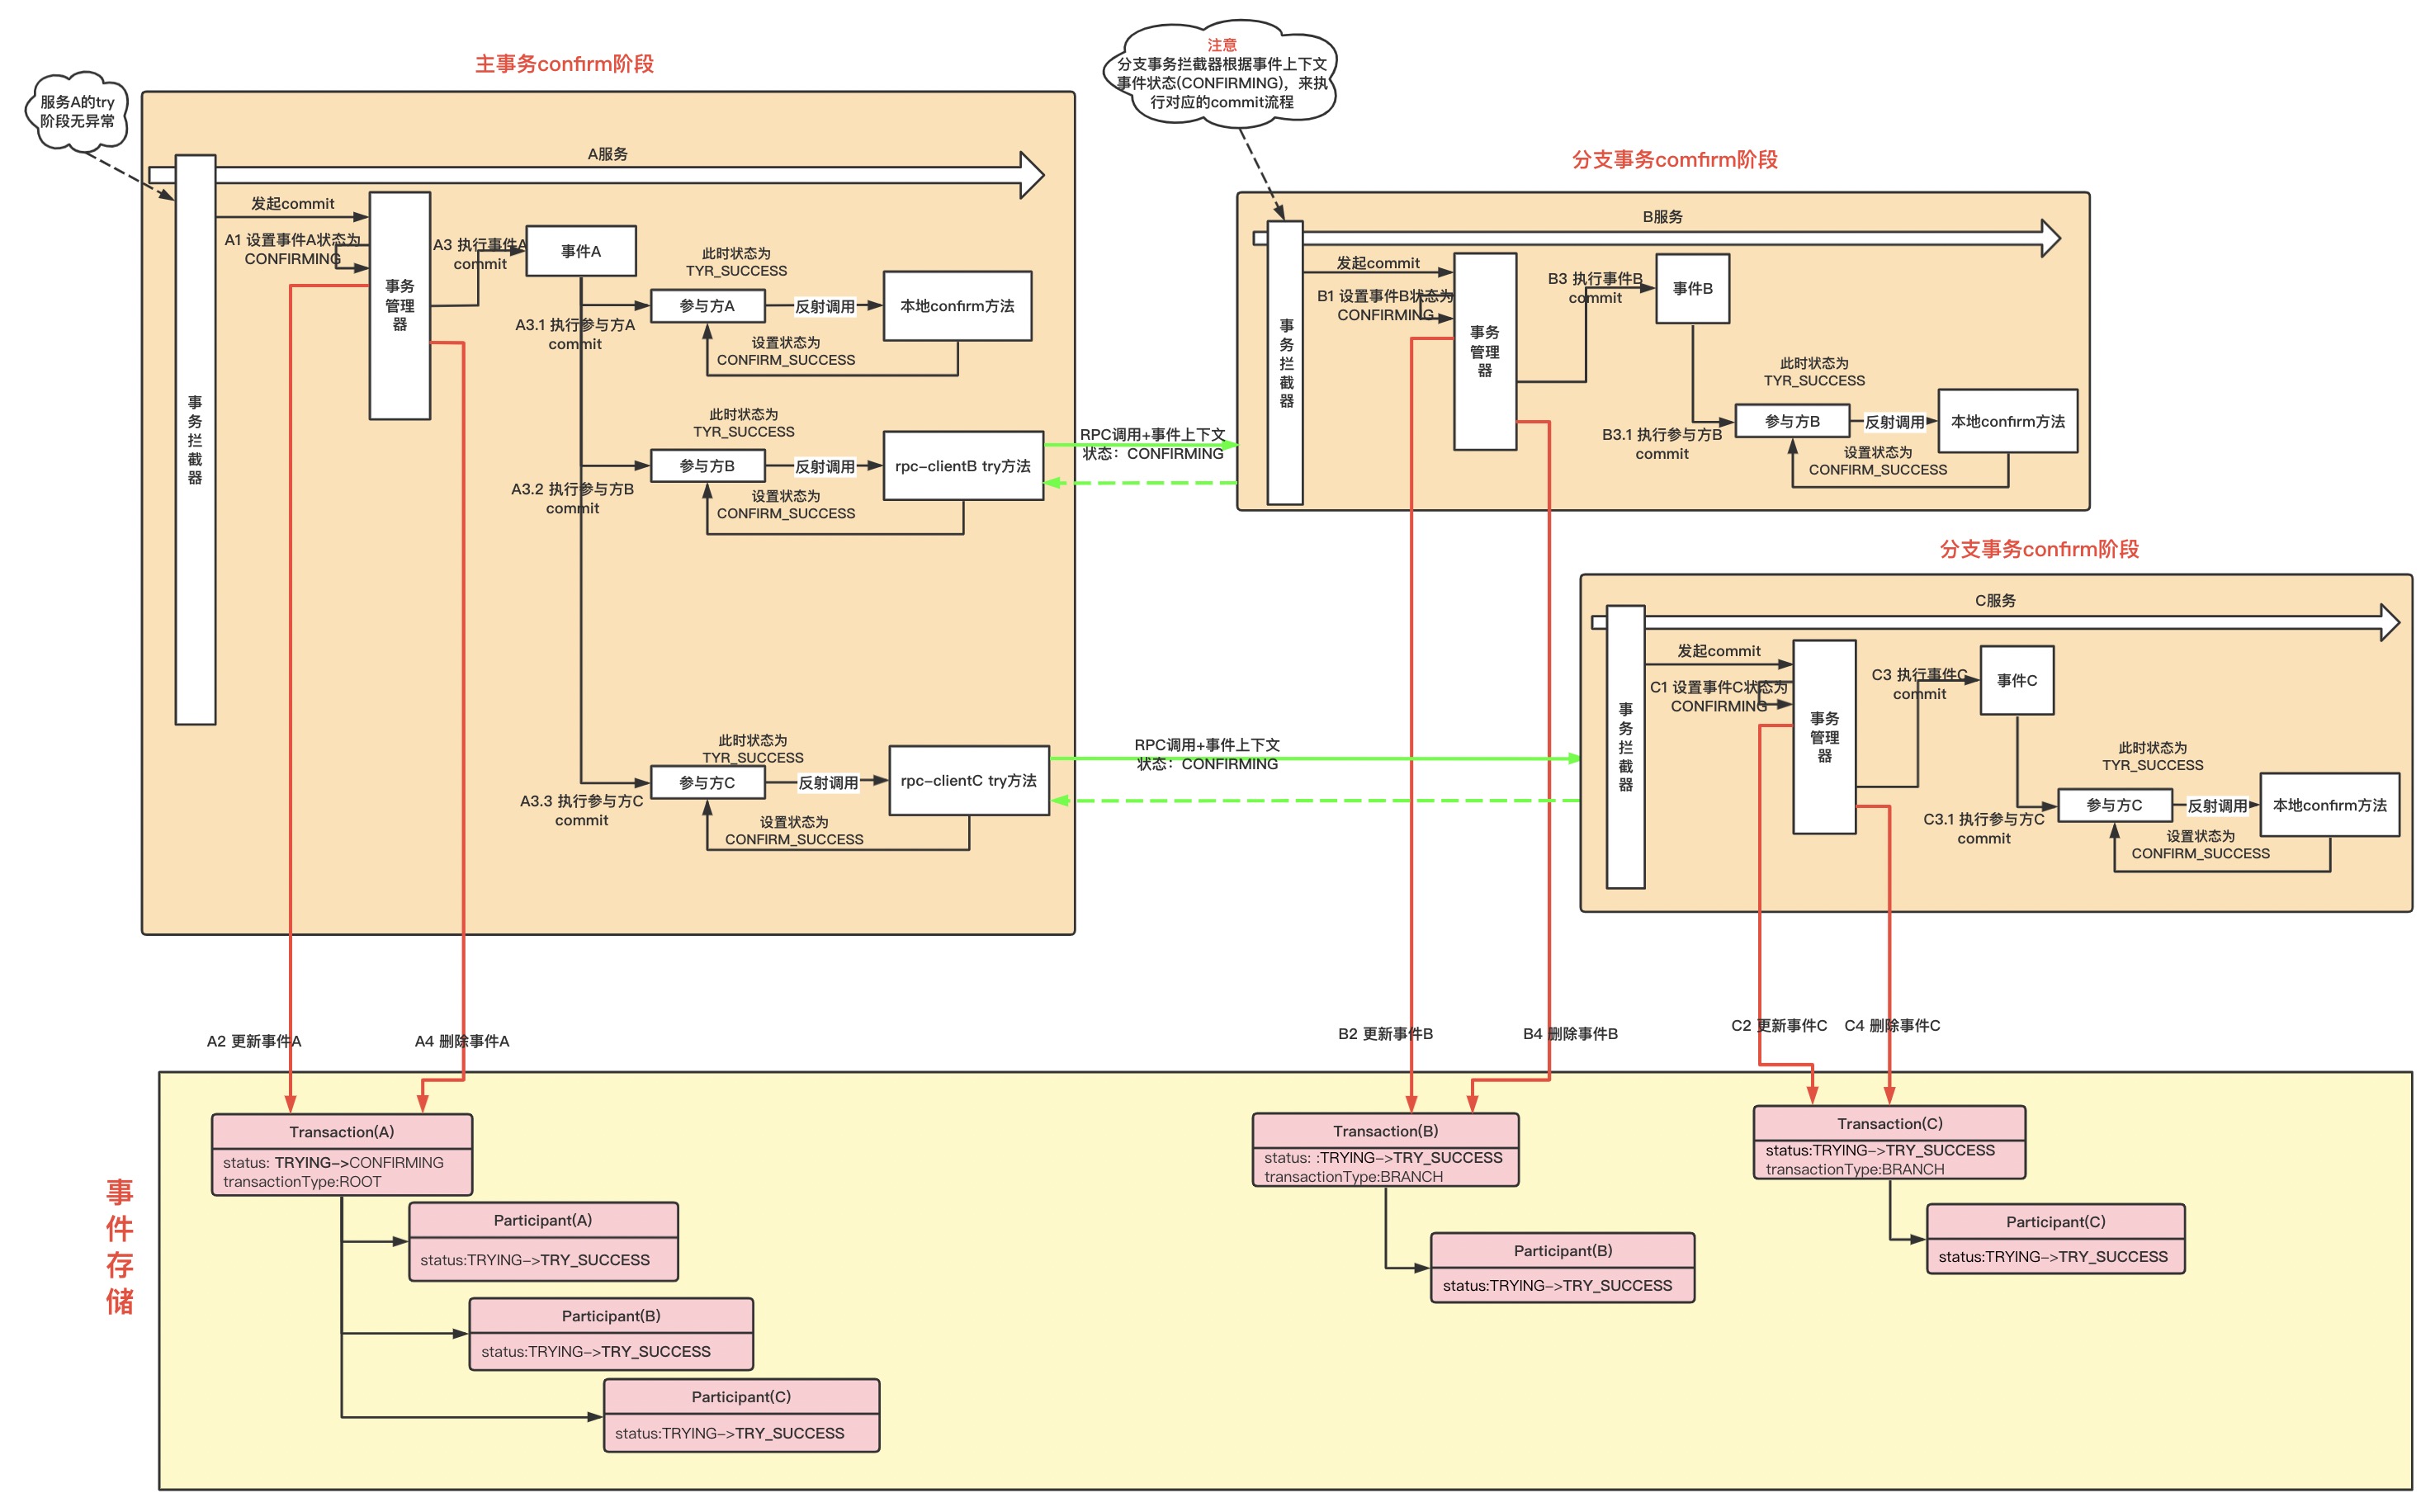 注意
分支事务拦截器根据事件上下文
事件状态(CONFIRMING)，来执
行对应的commit流程
主事务confirm阶段
服务A的try
阶段无异常
A服务
发起commit
A1 设置事件A状态为
CONFIRMING
事务
管理
器
事
务
拦
截
器
A3 执行事件A
commit
事件A
此时状态为
TYR_SUCCESS
A3.1 执行参与方A
commit
参与方A
反射调用
本地confirm方法
设置状态为
CONFIRM_SUCCESS
此时状态为
TYR_SUCCESS
A3.2 执行参与方B
commit
参与方B
反射调用
rpc-clientB try方法
设置状态为
CONFIRM_SUCCESS
此时状态为
TYR_SUCCESS
A3.3 执行参与方C
commit
参与方C
反射调用
rpc-clientC try方法
设置状态为
CONFIRM_SUCCESS
RPC调用+事件上下文
状态：CONFIRMING
RPC调用+事件上下文
状态：CONFIRMING
分支事务comfirm阶段
B服务
发起commit
B1 设置事件B状态为
CONFIRMING
事
务
拦
截
器
事务
管理
器
B3 执行事件B
commit
事件B
此时状态为
TYR_SUCCESS
B3.1 执行参与方B
commit
参与方B
反射调用
本地confirm方法
设置状态为
CONFIRM_SUCCESS
分支事务confirm阶段
C服务
发起commit
C1 设置事件C状态为
CONFIRMING
事
务
拦
截
器
事务
管理
器
C3 执行事件C
commit
事件C
此时状态为
TYR_SUCCESS
C3.1 执行参与方C
commit
参与方C
反射调用
本地confirm方法
设置状态为
CONFIRM_SUCCESS
A2 更新事件A
A4 删除事件A
B2 更新事件B
B4 删除事件B
C2 更新事件C
C4 删除事件C
事
件
存
储
Transaction(A)
status: TRYING->CONFIRMING
transactionType:ROOT
Participant(A)
status:TRYING->TRY_SUCCESS
Participant(B)
status:TRYING->TRY_SUCCESS
Participant(C)
status:TRYING->TRY_SUCCESS
Transaction(B)
status: :TRYING->TRY_SUCCESS
transactionType:BRANCH
Participant(B)
status:TRYING->TRY_SUCCESS
Transaction(C)
status:TRYING->TRY_SUCCESS
transactionType:BRANCH
Participant(C)
status:TRYING->TRY_SUCCESS